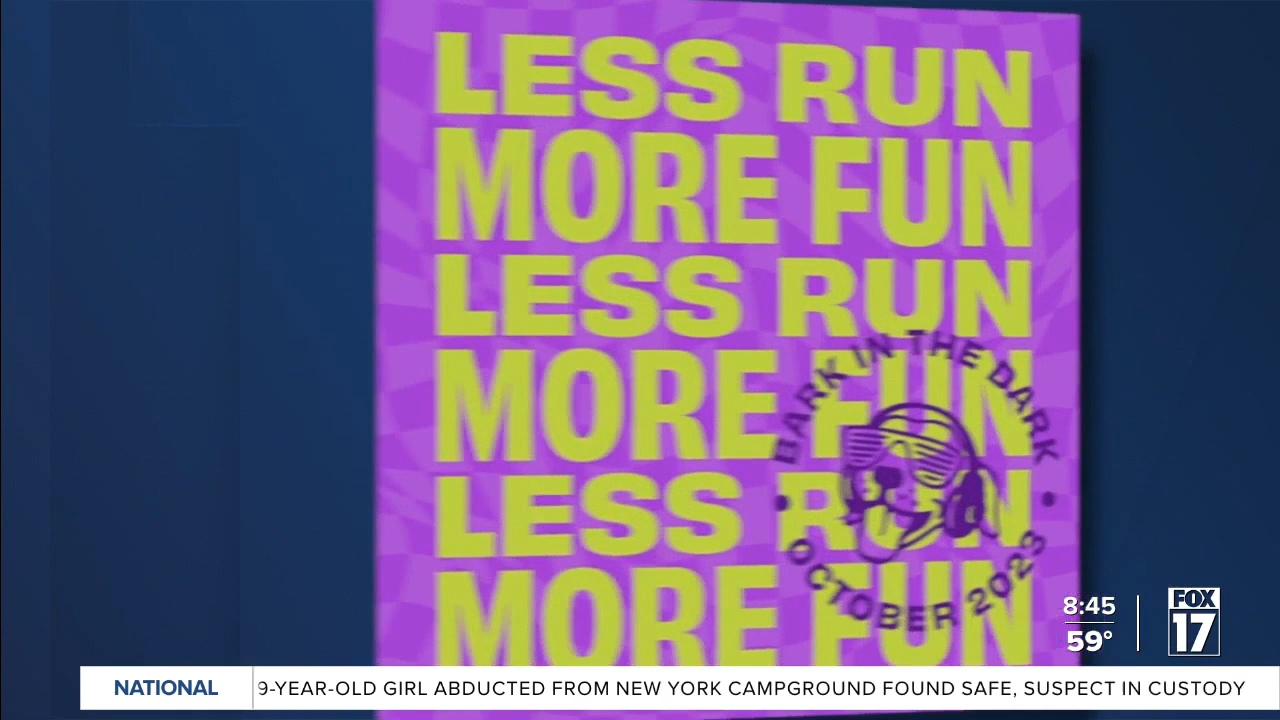 LESS RUN
MORE FUN
LESS RUN
MORE FUN
LESS RUN
MORE FUN
BARK IN THE DARK
OCTOBER 2023
8:45
59°
FOX
17
NATIONAL
9-YEAR-OLD GIRL ABDUCTED FROM NEW YORK CAMPGROUND FOUND SAFE, SUSPECT IN CUSTODY